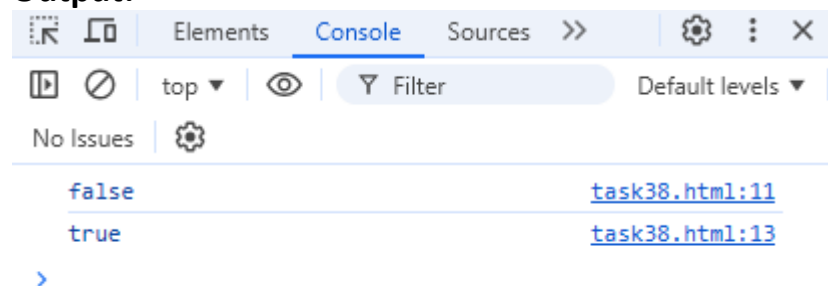 Output:
Elements Console Sources >>
top ▼ Filter Default levels ▼
No Issues
false task38.html:11
true task38.html:13
>